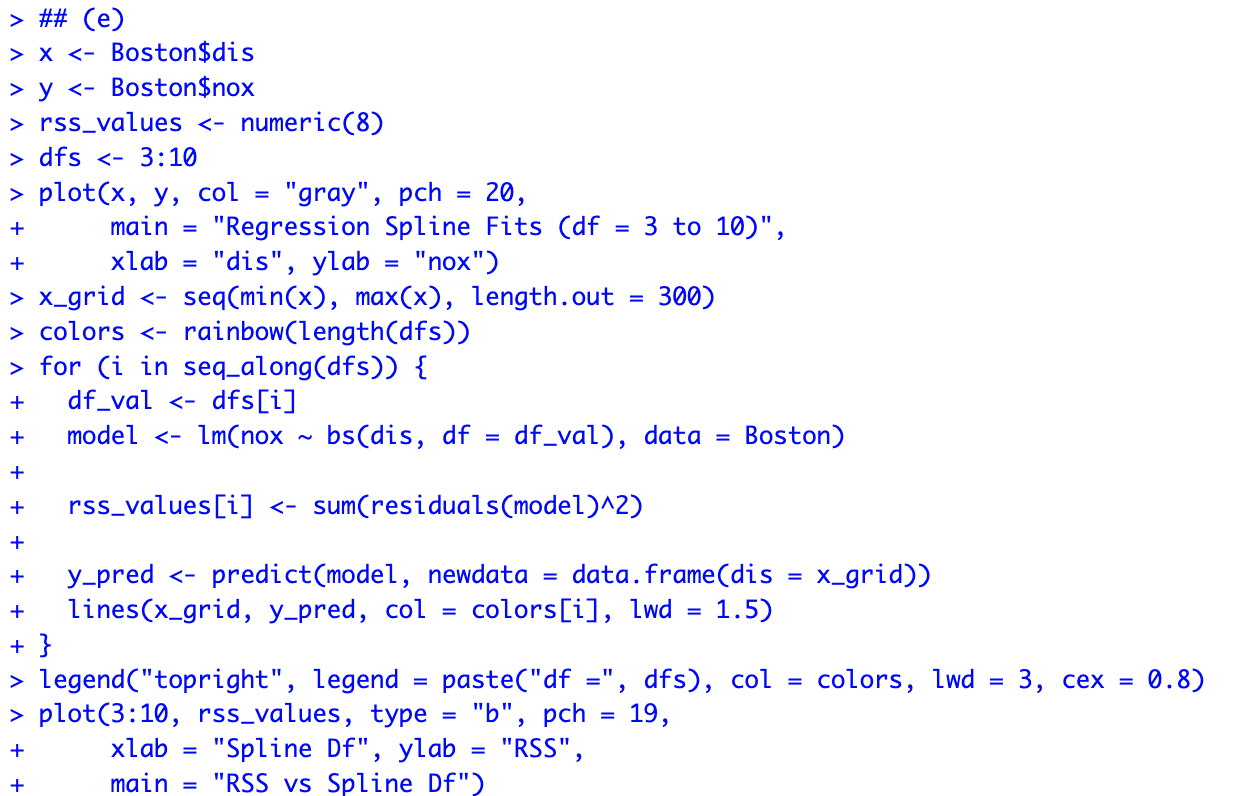 > ## (e)
> x <- Boston$dis
> y <- Boston$nox
> rss_values <- numeric(8)
> dfs <- 3:10
> plot(x, y, col = "gray", pch = 20,
+      main = "Regression Spline Fits (df = 3 to 10)",
+      xlab = "dis", ylab = "nox")
> x_grid <- seq(min(x), max(x), length.out = 300)
> colors <- rainbow(length(dfs))
> for (i in seq_along(dfs)) {
+   df_val <- dfs[i]
+   model <- lm(nox ~ bs(dis, df = df_val), data = Boston)
+
+   rss_values[i] <- sum(residuals(model)^2)
+
+   y_pred <- predict(model, newdata = data.frame(dis = x_grid))
+   lines(x_grid, y_pred, col = colors[i], lwd = 1.5)
+ }
> legend("topright", legend = paste("df =", dfs), col = colors, lwd = 3, cex = 0.8)
> plot(3:10, rss_values, type = "b", pch = 19,
+      xlab = "Spline Df", ylab = "RSS",
+      main = "RSS vs Spline Df")